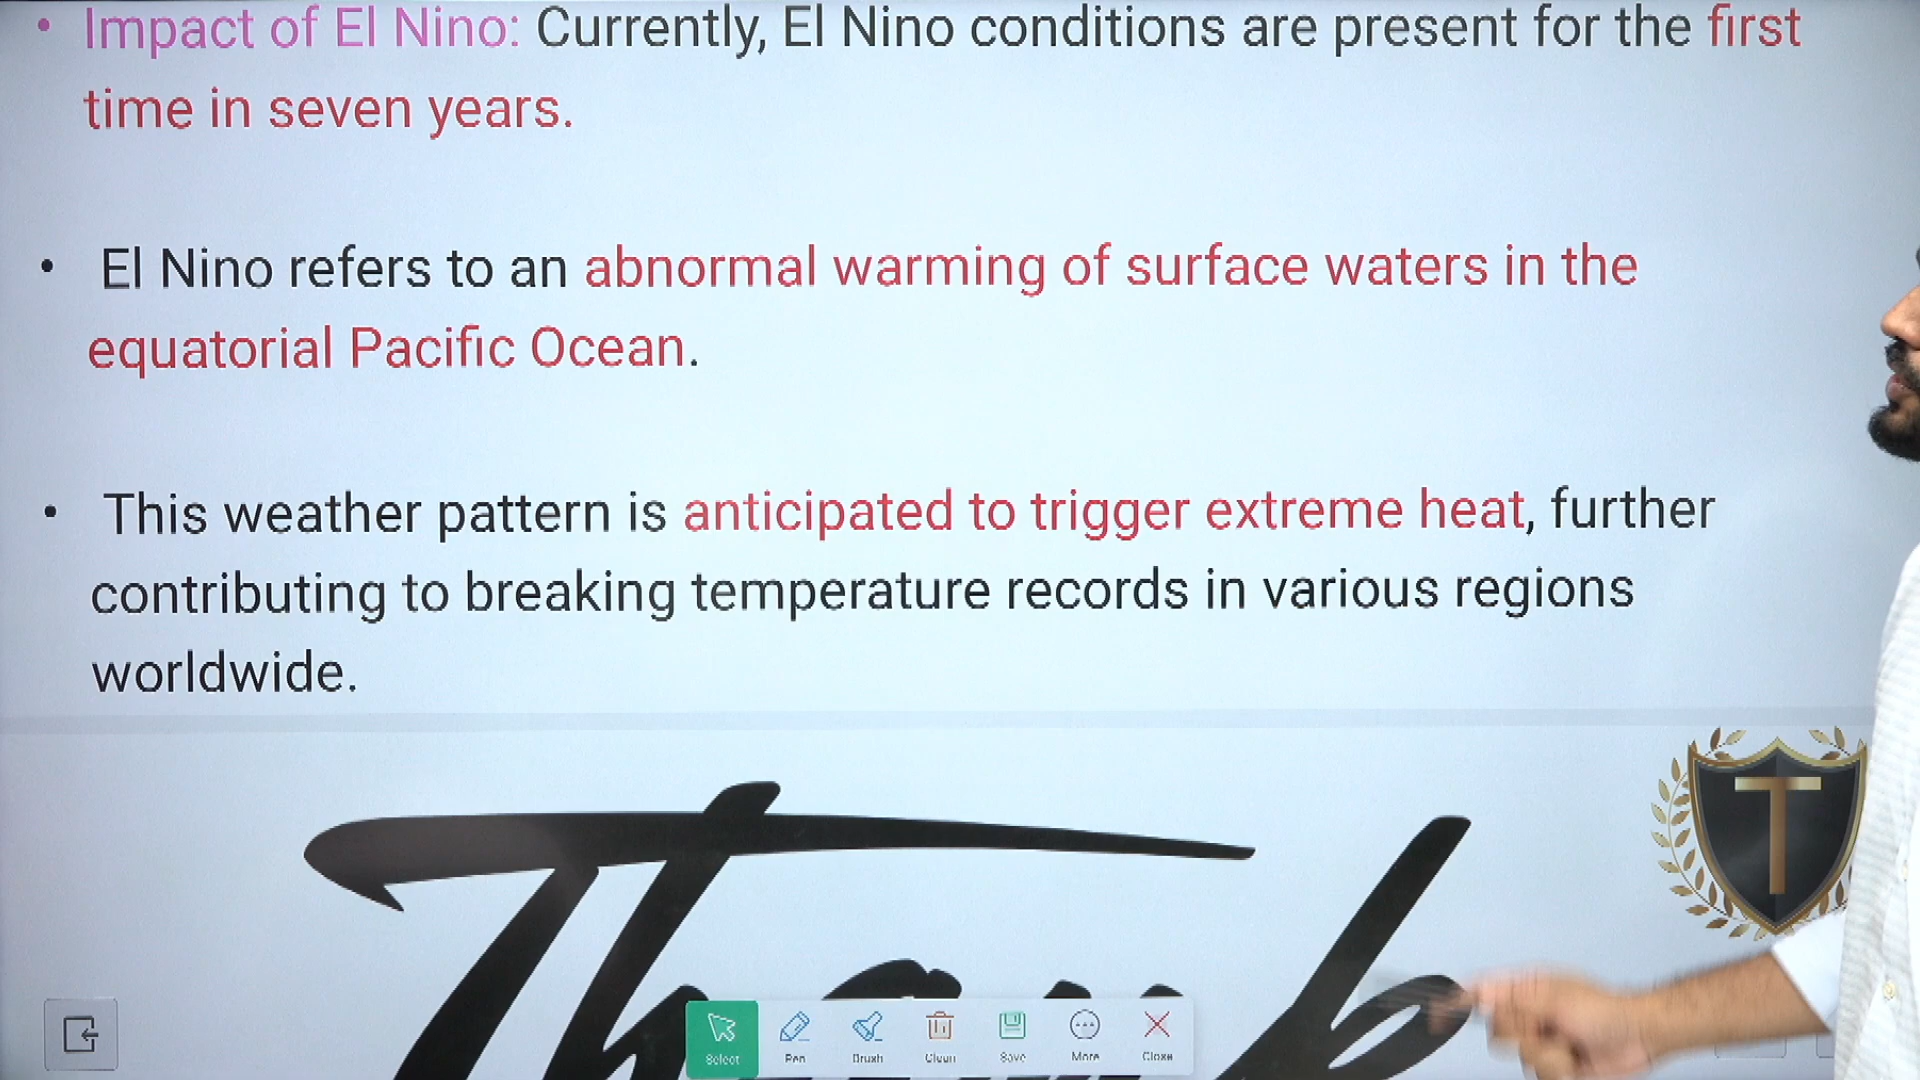 • Impact of El Nino: Currently, El Nino conditions are present for the first
time in seven years.
• El Nino refers to an abnormal warming of surface waters in the
equatorial Pacific Ocean.
• This weather pattern is anticipated to trigger extreme heat, further
contributing to breaking temperature records in various regions
worldwide.
T
Thank
Select Pen Brush Clean Save More Close